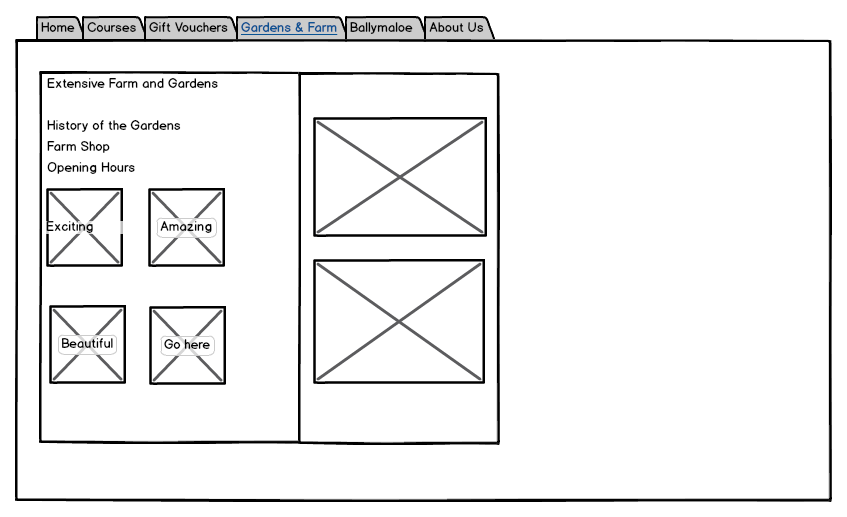 Home Courses Gift Vouchers Gardens & Farm Ballymaloe About Us
Extensive Farm and Gardens
History of the Gardens
Farm Shop
Opening Hours
Exciting Amazing
Beautiful Go here